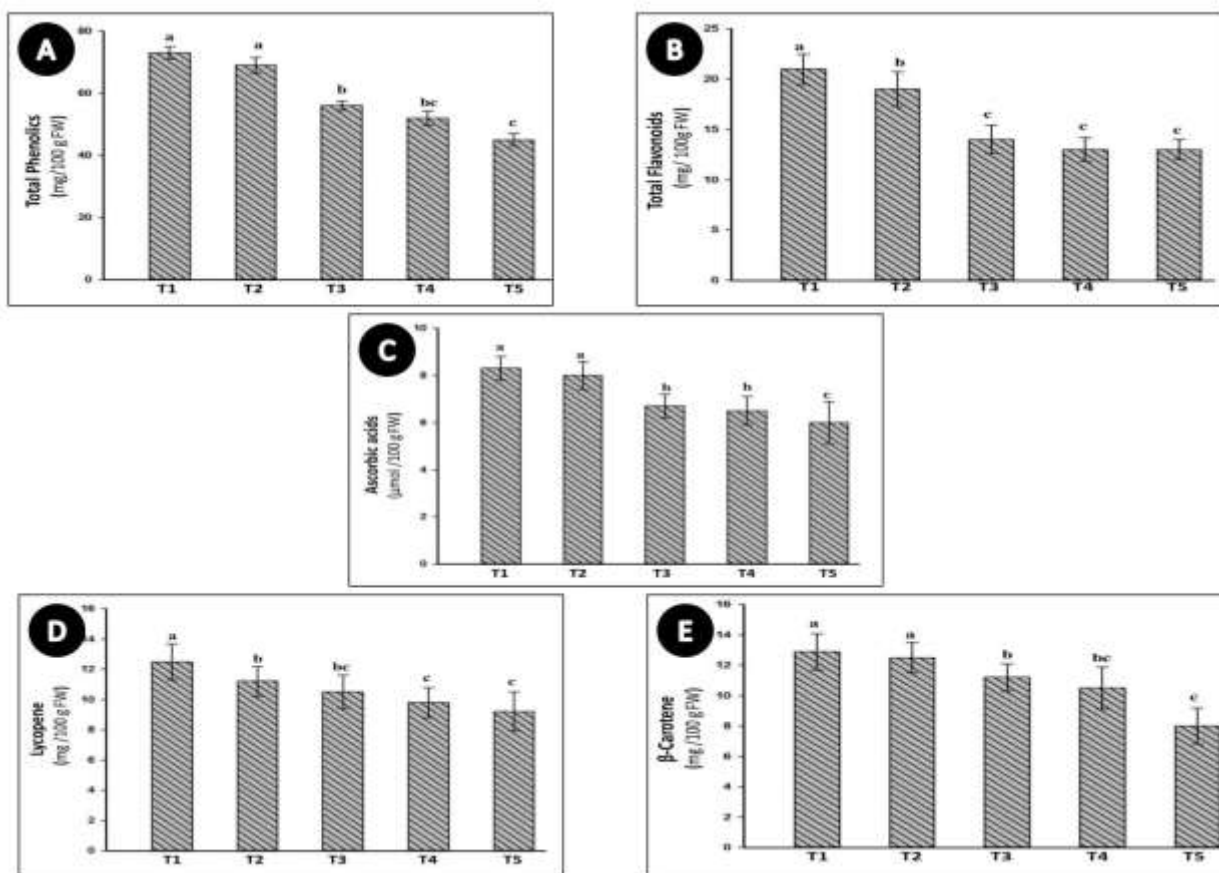 A
Total Phenolics
(mg/100 g FW)
80
60
40
20
0
a
a
b
bc
c
T1
T2
T3
T4
T5
B
Total Flavonoids
(mg/ 100g FW)
25
20
15
10
5
0
a
b
c
c
c
T1
T2
T3
T4
T5
C
Ascorbic acids
(µmol /100 g FW)
10
8
6
4
2
0
a
a
b
b
c
T1
T2
T3
T4
T5
D
Lycopene
(mg /100 g FW)
16
14
12
10
8
6
4
2
0
a
b
bc
c
c
T1
T2
T3
T4
T5
E
β-Carotene
(mg /100 g FW)
16
14
12
10
8
6
4
2
0
a
a
b
bc
c
T1
T2
T3
T4
T5